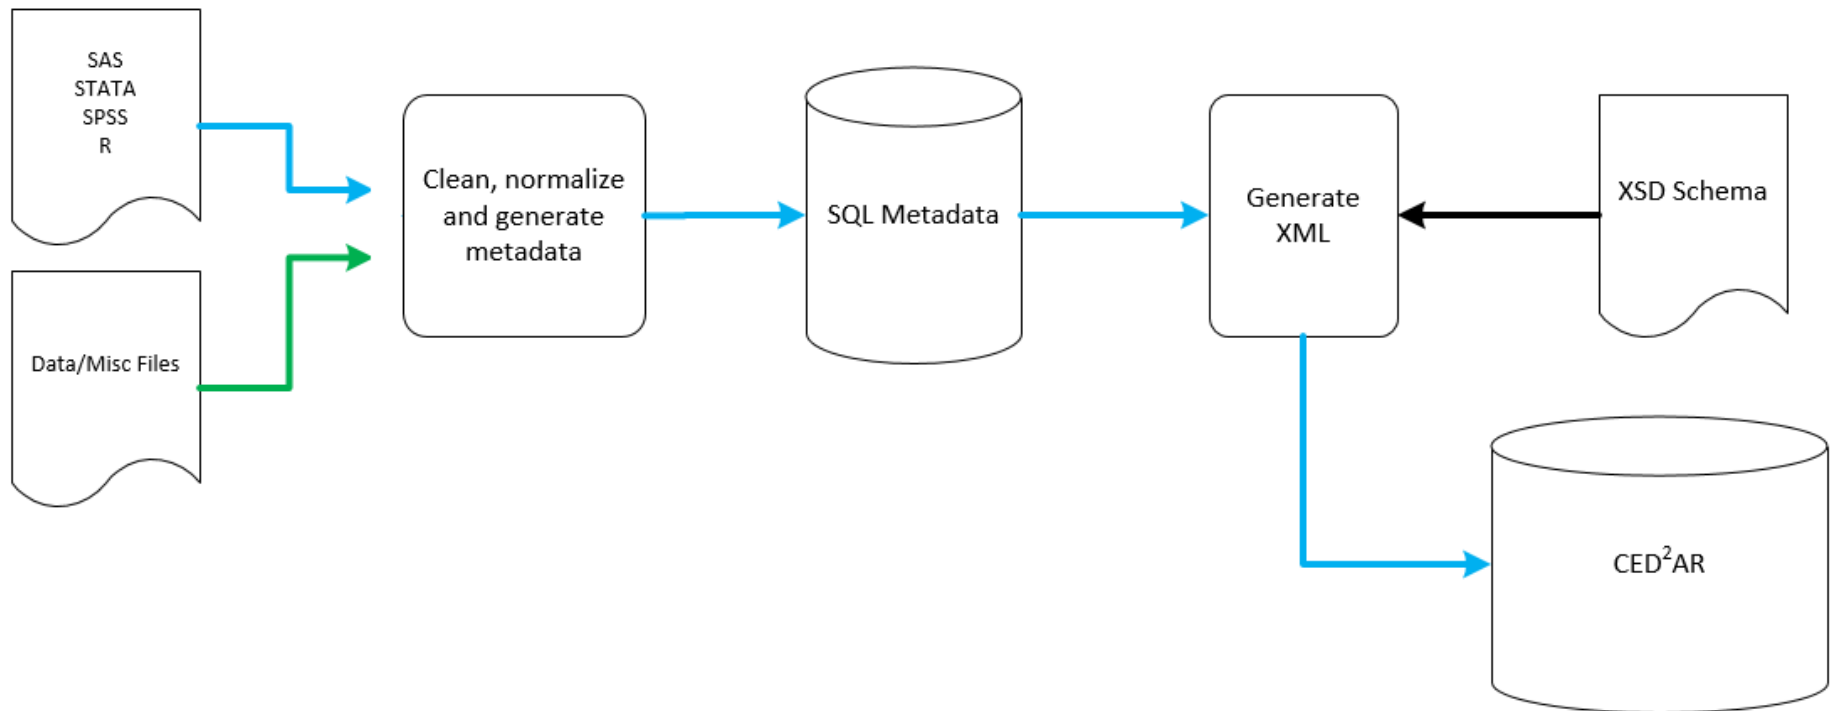 SAS
STATA
SPSS
R
Data/Misc Files
Clean, normalize
and generate
metadata
SQL Metadata
Generate
XML
XSD Schema
CED²AR